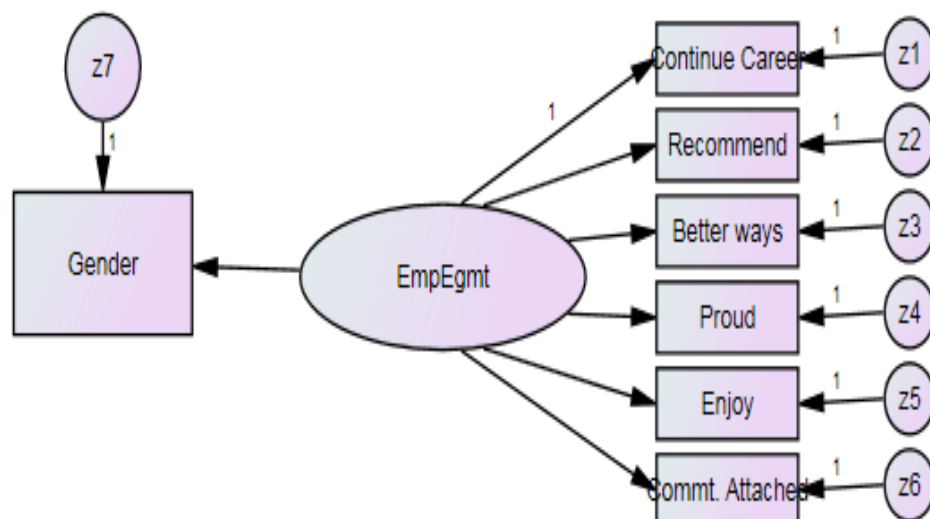 z7
1
Gender
EmpEgmt
1
Continue Career
1
z1
Recommend
1
z2
Better ways
1
z3
Proud
1
z4
Enjoy
1
z5
Commt. Attached
1
z6